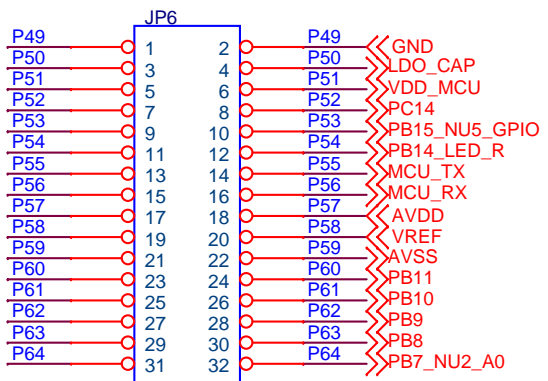 JP6
P49 1 2 P49 GND
P50 3 4 P50 LDO_CAP
P51 5 6 P51 VDD_MCU
P52 7 8 P52 PC14
P53 9 10 P53 PB15_NU5_GPIO
P54 11 12 P54 PB14_LED_R
P55 13 14 P55 MCU_TX
P56 15 16 P56 MCU_RX
P57 17 18 P57 AVDD
P58 19 20 P58 VREF
P59 21 22 P59 AVSS
P60 23 24 P60 PB11
P61 25 26 P61 PB10
P62 27 28 P62 PB9
P63 29 30 P63 PB8
P64 31 32 P64 PB7_NU2_A0